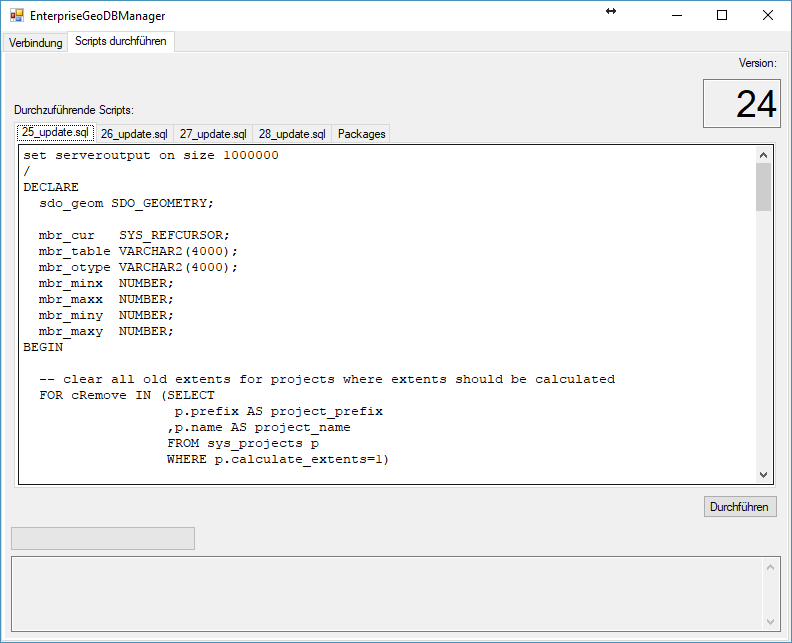 EnterpriseGeoDBManager
Verbindung Scripts durchführen
Version:
24
Durchzuführende Scripts:
25_update.sql 26_update.sql 27_update.sql 28_update.sql Packages
set serveroutput on size 1000000
/
DECLARE
  sdo_geom SDO_GEOMETRY;

  mbr_cur   SYS_REFCURSOR;
  mbr_table VARCHAR2(4000);
  mbr_otype VARCHAR2(4000);
  mbr_minx  NUMBER;
  mbr_maxx  NUMBER;
  mbr_miny  NUMBER;
  mbr_maxy  NUMBER;
BEGIN

  -- clear all old extents for projects where extents should be calculated
  FOR cRemove IN (SELECT
                   p.prefix AS project_prefix
                  ,p.name AS project_name
                  FROM sys_projects p
                  WHERE p.calculate_extents=1)
Durchführen